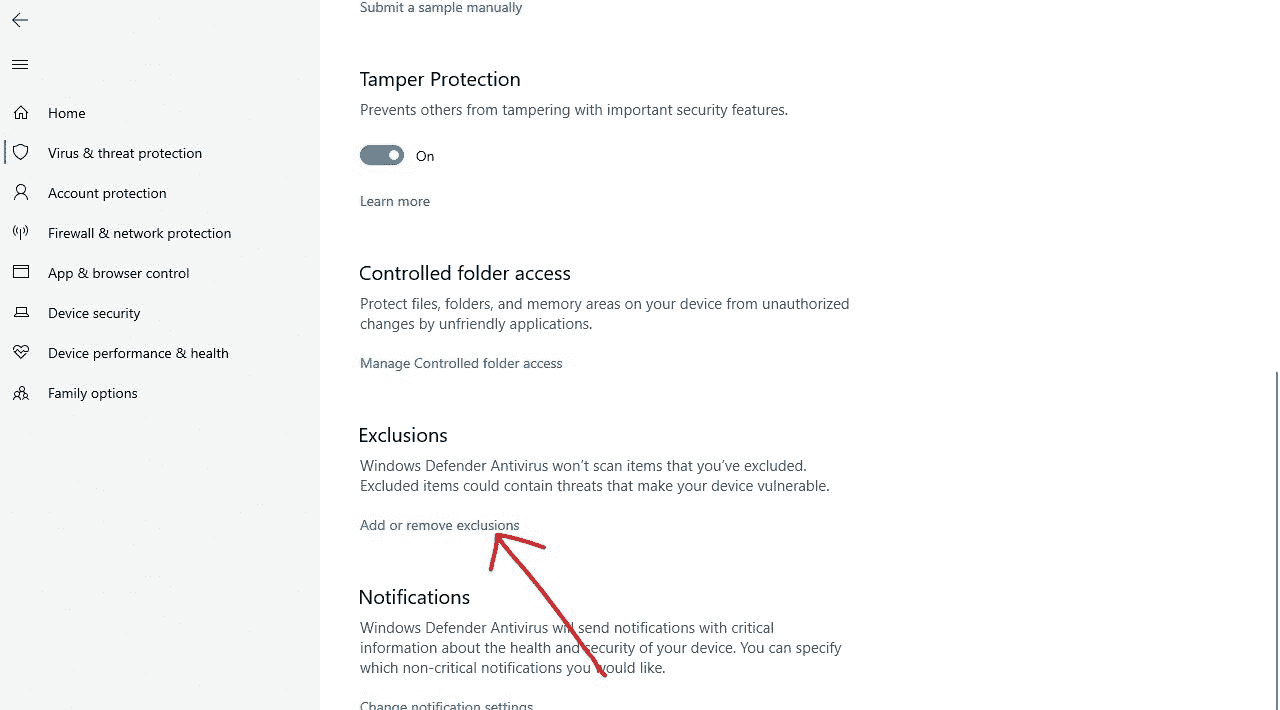 Submit a sample manually
Home
Virus & threat protection
Account protection
Firewall & network protection
App & browser control
Device security
Device performance & health
Family options
Tamper Protection
Prevents others from tampering with important security features.
On
Learn more
Controlled folder access
Protect files, folders, and memory areas on your device from unauthorized
changes by unfriendly applications.
Manage Controlled folder access
Exclusions
Windows Defender Antivirus won't scan items that you've excluded.
Excluded items could contain threats that make your device vulnerable.
Add or remove exclusions
Notifications
Windows Defender Antivirus will send notifications with critical
information about the health and security of your device. You can specify
which non-critical notifications you would like.
Change notification settings